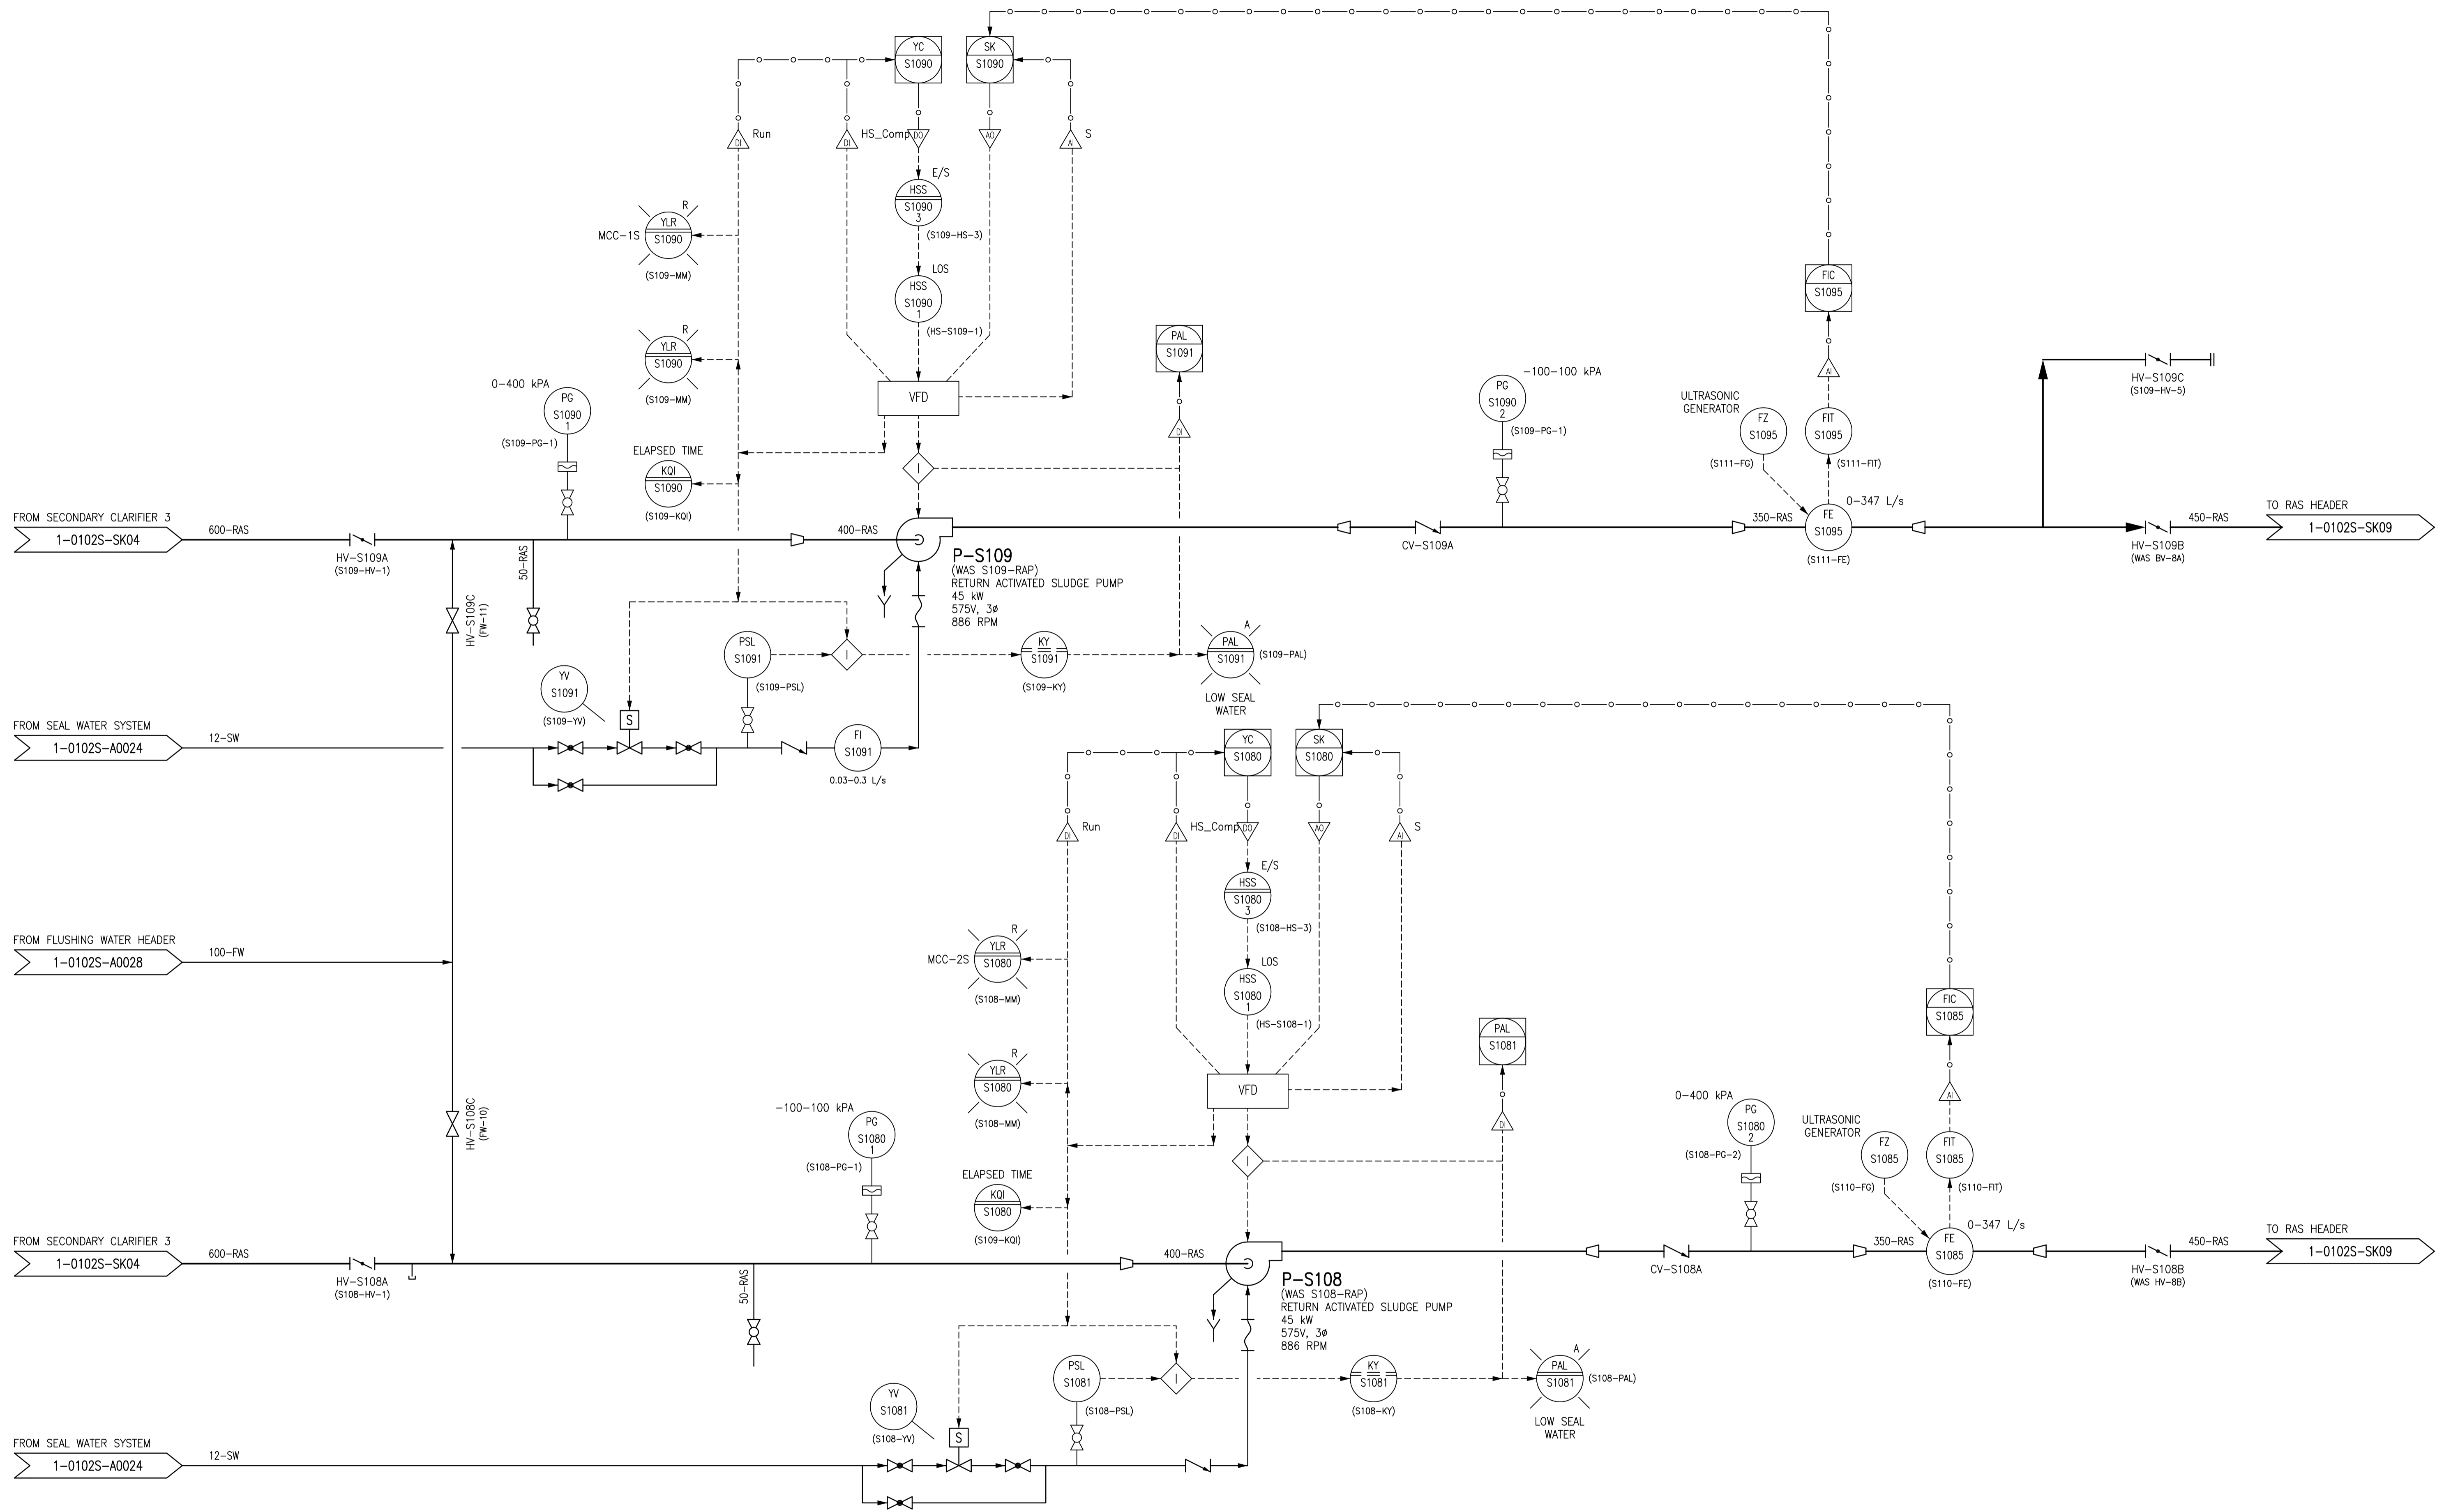 YC
S1090
SK
S1090
DI
Run
DI
HS_Comp
DO
AO
AI
S
E/S
HSS
S1090
3
(S109-HS-3)
R
MCC-1S
YLR
S1090
(S109-MM)
LOS
HSS
S1090
1
(HS-S109-1)
FIC
S1095
R
YLR
S1090
(S109-MM)
PAL
S1091
VFD
0-400 kPA
PG
S1090
1
(S109-PG-1)
-100-100 kPA
PG
S1090
2
(S109-PG-1)
AI
HV-S109C
(S109-HV-5)
ULTRASONIC
GENERATOR
FZ
S1095
(S111-FG)
FIT
S1095
(S111-FIT)
DI
ELAPSED TIME
KQI
S1090
(S109-KQI)
I
FROM SECONDARY CLARIFIER 3
1-0102S-SK04
600-RAS
HV-S109A
(S109-HV-1)
50-RAS
400-RAS
P-S109
(WAS S109-RAP)
RETURN ACTIVATED SLUDGE PUMP
45 kW
575V, 3ø
886 RPM
CV-S109A
350-RAS
0-347 L/s
FE
S1095
(S111-FE)
HV-S109B
(WAS BV-8A)
450-RAS
TO RAS HEADER
1-0102S-SK09
HV-S109C
(FW-11)
PSL
S1091
(S109-PSL)
I
KY
S1091
(S109-KY)
A
PAL
S1091
(S109-PAL)
LOW SEAL
WATER
YV
S1091
(S109-YV)
S
FROM SEAL WATER SYSTEM
1-0102S-A0024
12-SW
FI
S1091
0.03-0.3 L/s
YC
S1080
SK
S1080
DI
Run
DI
HS_Comp
DO
AO
AI
S
E/S
HSS
S1080
3
(S108-HS-3)
FROM FLUSHING WATER HEADER
1-0102S-A0028
100-FW
R
MCC-2S
YLR
S1080
(S108-MM)
LOS
HSS
S1080
1
(HS-S108-1)
FIC
S1085
PAL
S1081
R
YLR
S1080
(S108-MM)
VFD
HV-S108C
(FW-10)
-100-100 kPA
PG
S1080
1
(S108-PG-1)
DI
0-400 kPA
PG
S1080
2
(S108-PG-2)
AI
ULTRASONIC
GENERATOR
FZ
S1085
(S110-FG)
FIT
S1085
(S110-FIT)
I
ELAPSED TIME
KQI
S1080
(S109-KQI)
FROM SECONDARY CLARIFIER 3
1-0102S-SK04
600-RAS
HV-S108A
(S108-HV-1)
50-RAS
400-RAS
P-S108
(WAS S108-RAP)
RETURN ACTIVATED SLUDGE PUMP
45 kW
575V, 3ø
886 RPM
CV-S108A
350-RAS
0-347 L/s
FE
S1085
(S110-FE)
HV-S108B
(WAS HV-8B)
450-RAS
TO RAS HEADER
1-0102S-SK09
PSL
S1081
(S108-PSL)
I
KY
S1081
(S108-KY)
A
PAL
S1081
(S108-PAL)
LOW SEAL
WATER
YV
S1081
(S108-YV)
S
FROM SEAL WATER SYSTEM
1-0102S-A0024
12-SW